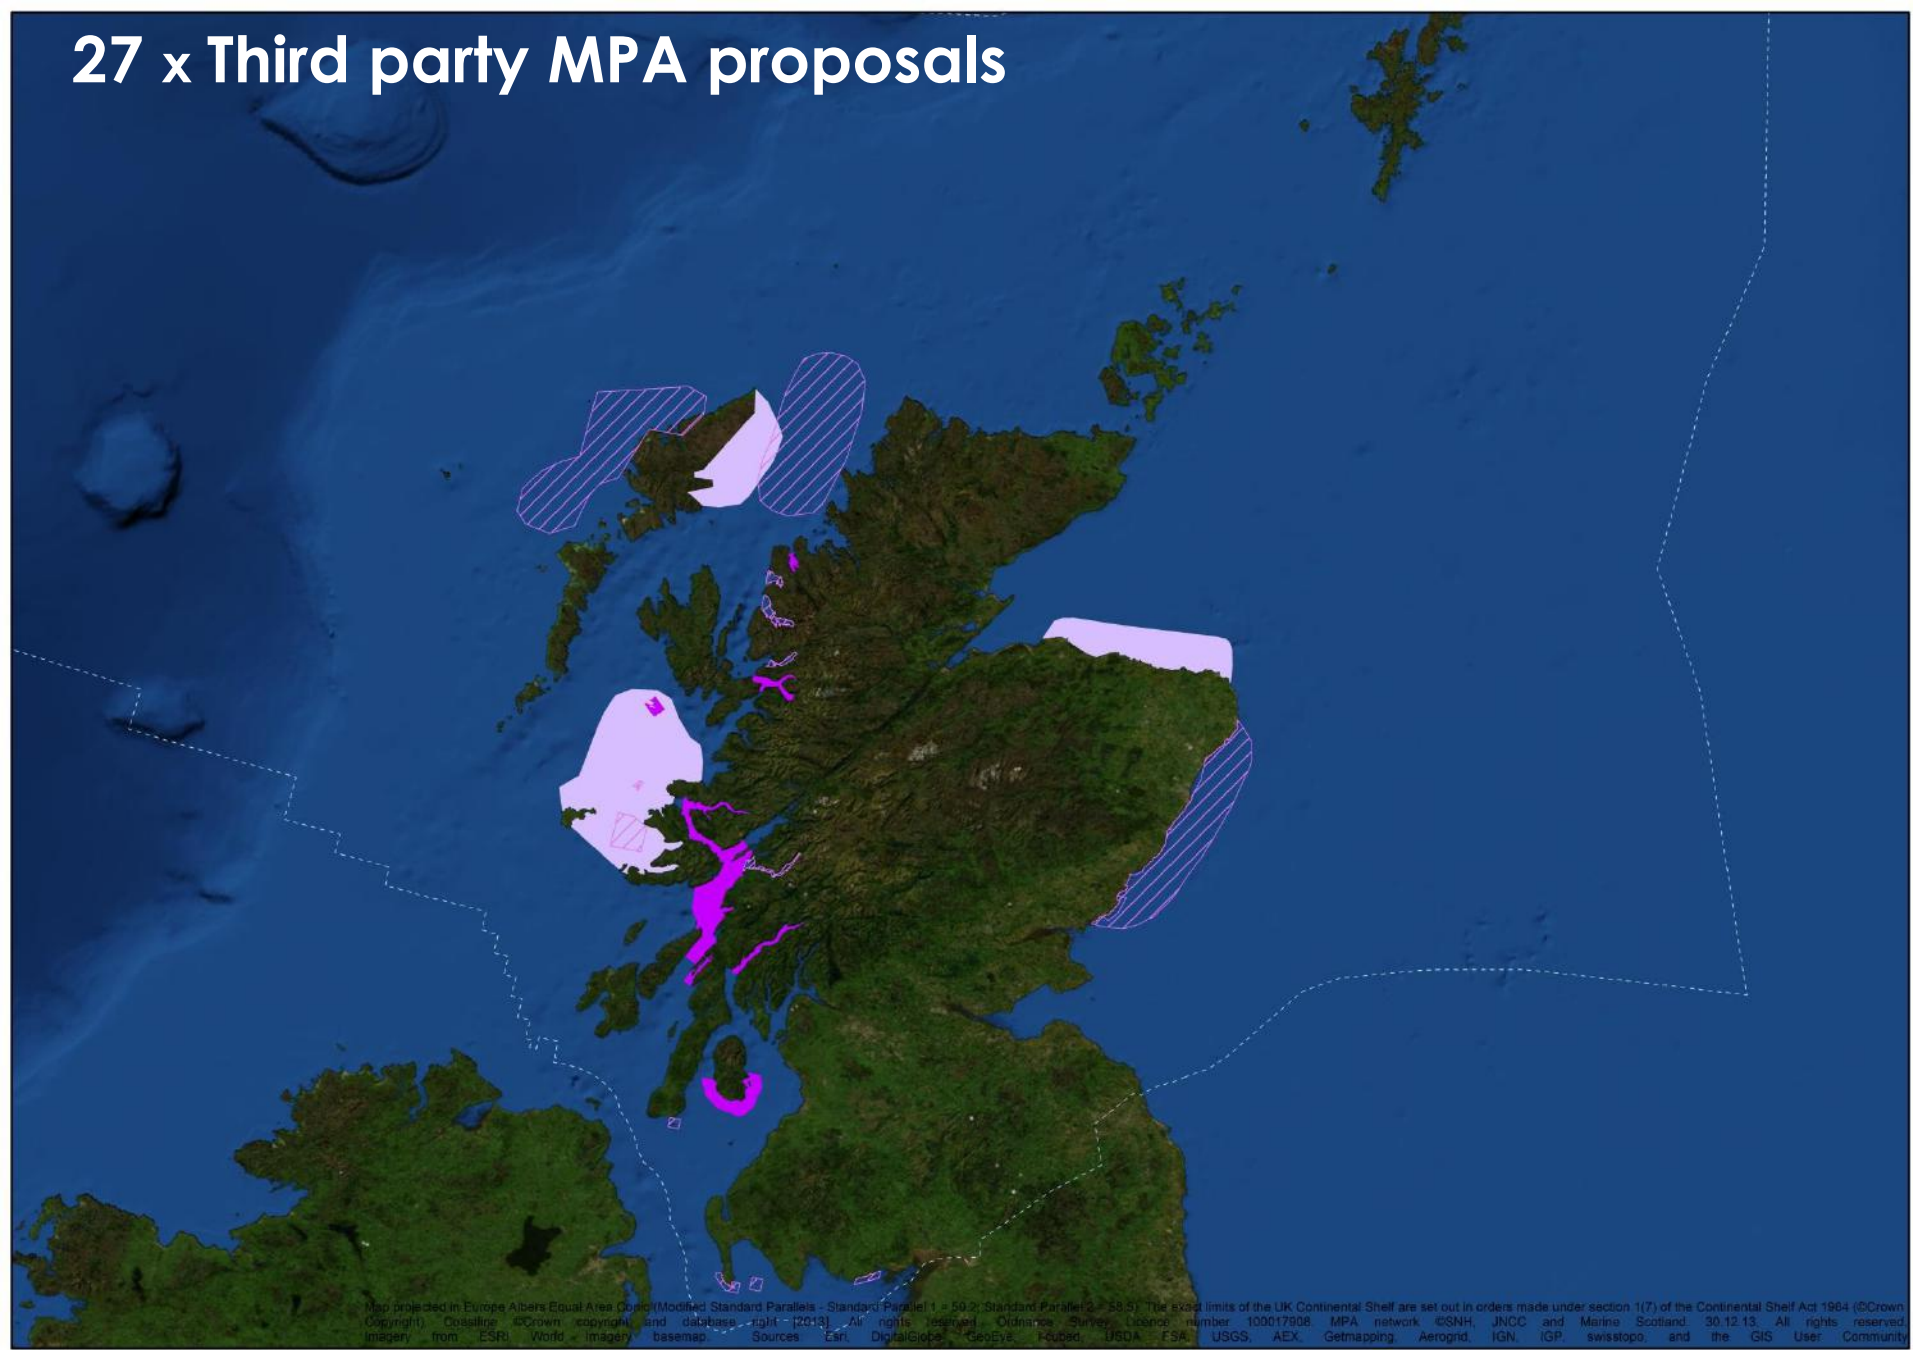 27 x Third party MPA proposals
Map projected in Europe Albers Equal Area Conic (Modified Standard Parallels - Standard Parallel 1 = 50.2; Standard Parallel 2 = 58.5). The exact limits of the UK Continental Shelf are set out in orders made under section 1(7) of the Continental Shelf Act 1964 (©Crown
Copyright). Coastline ©Crown copyright and database right [2013]. All rights reserved. Ordnance Survey Licence number 100017908. MPA network ©SNH, JNCC and Marine Scotland. 30.12.13. All rights reserved.
Imagery from ESRI World Imagery basemap. Sources: Esri, DigitalGlobe, GeoEye, i-cubed, USDA FSA, USGS, AEX, Getmapping, Aerogrid, IGN, IGP, swisstopo, and the GIS User Community